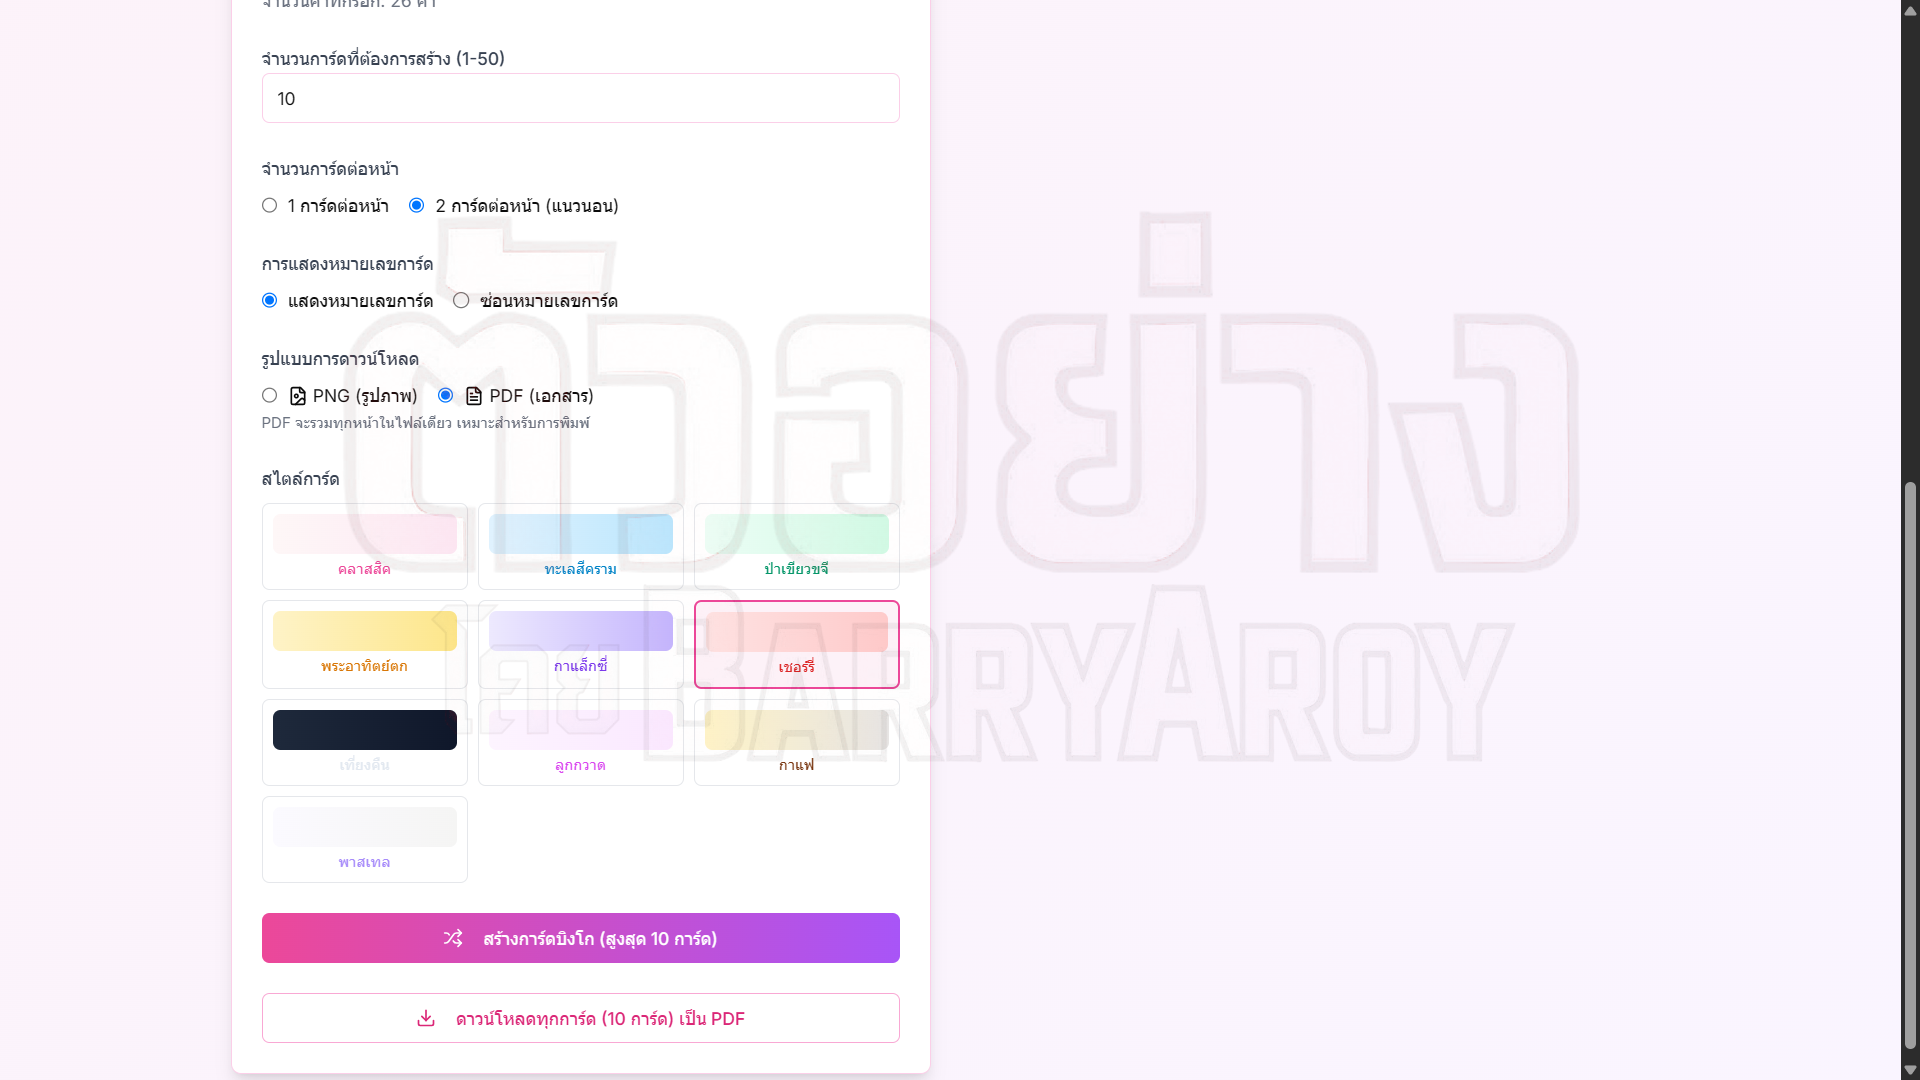 จำนวนคำที่กรอก: 26 คำ
จำนวนการ์ดที่ต้องการสร้าง (1-50)
10
จำนวนการ์ดต่อหน้า
1 การ์ดต่อหน้า 2 การ์ดต่อหน้า (แนวนอน)
การแสดงหมายเลขการ์ด
แสดงหมายเลขการ์ด ซ่อนหมายเลขการ์ด
รูปแบบการดาวน์โหลด
PNG (รูปภาพ) PDF (เอกสาร)
PDF จะรวมทุกหน้าในไฟล์เดียว เหมาะสำหรับการพิมพ์
สไตล์การ์ด
คลาสสิค ทะเลสีคราม ป่าเขียวขจี
พระอาทิตย์ตก กาแล็กซี่ เชอร์รี่
เที่ยงคืน ลูกกวาด กาแฟ
พาสเทล
สร้างการ์ดบิงโก (สูงสุด 10 การ์ด)
ดาวน์โหลดทุกการ์ด (10 การ์ด) เป็น PDF
ตัวอย่าง
โดย BARRYAROY